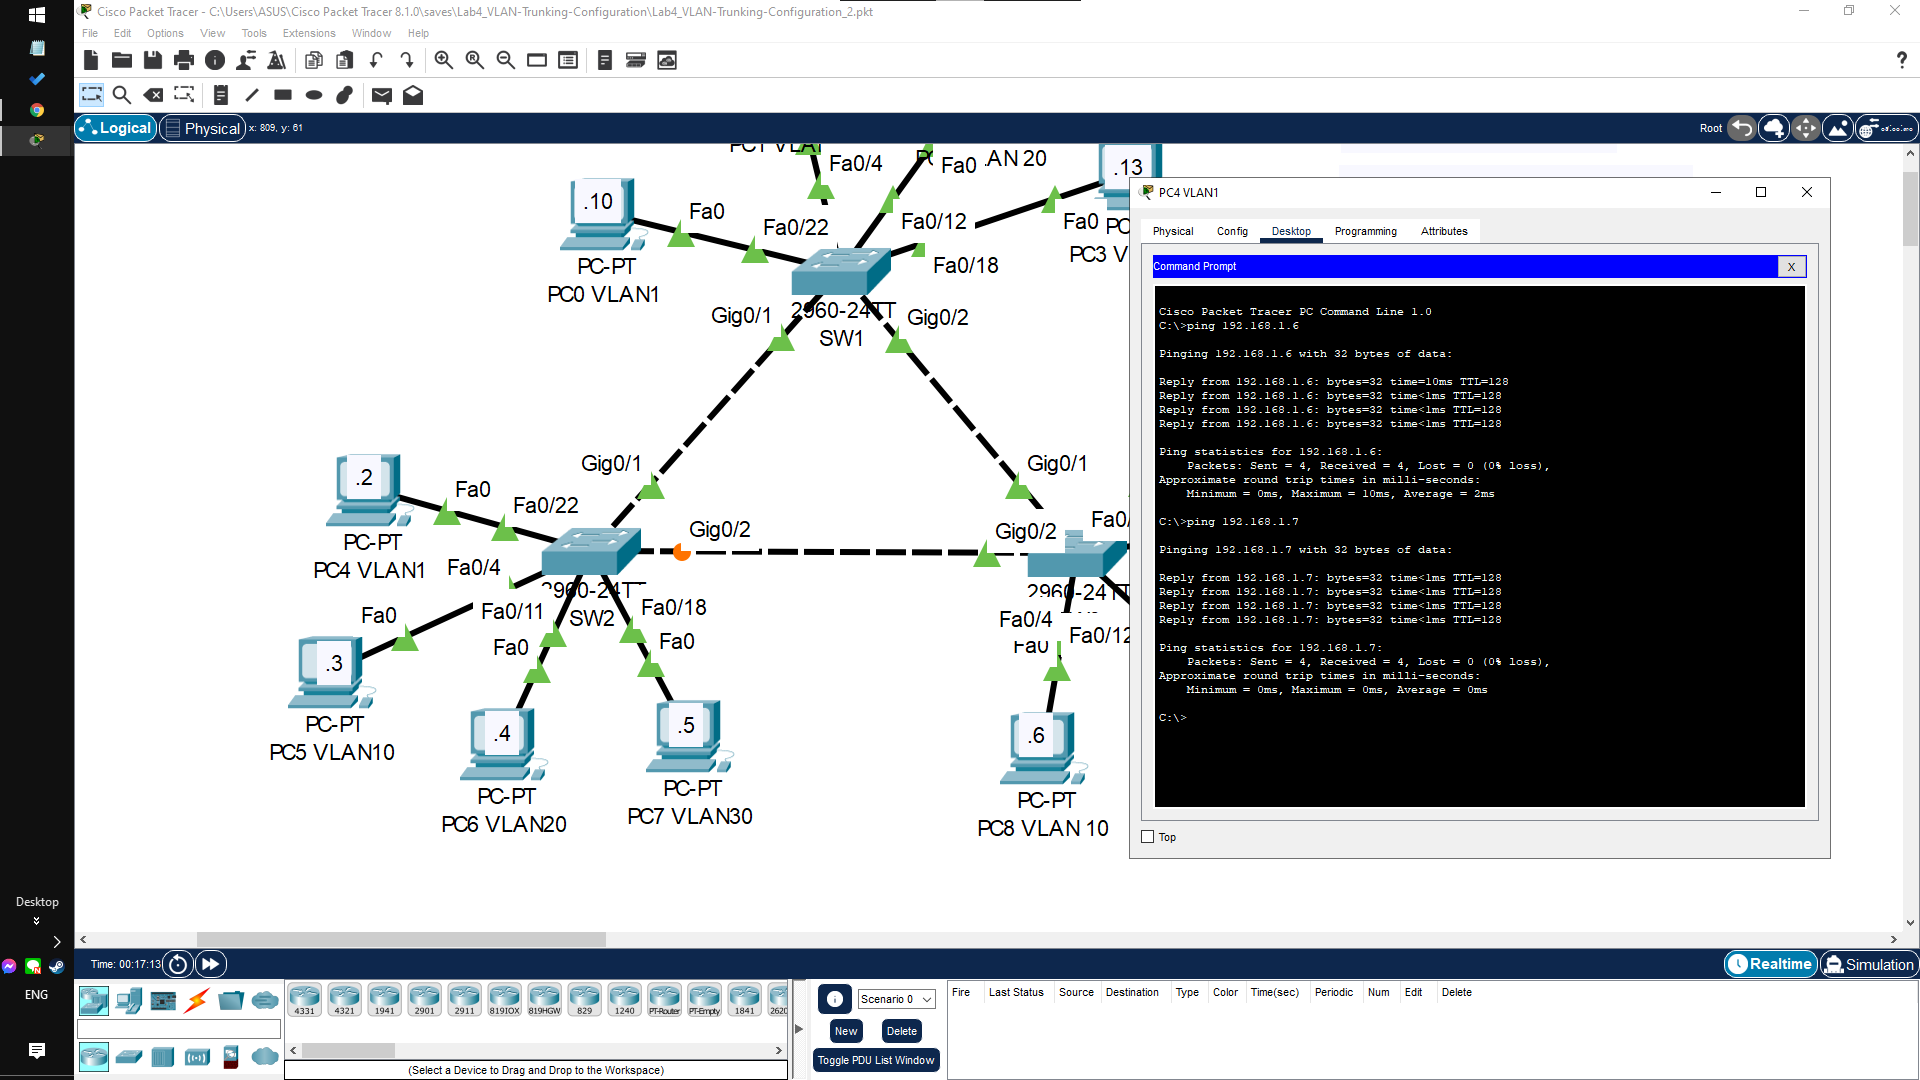 Cisco Packet Tracer - C:\Users\ASUS\Cisco Packet Tracer 8.1.0\saves\Lab4_VLAN-Trunking-Configuration\Lab4_VLAN-Trunking-Configuration_2.pkt
File Edit Options View Tools Extensions Window Help
Logical Physical x: 809, y: 61
Root
Fa0/4
Fa0
AN 20
.13
.10
Fa0
Fa0/22
Fa0/12
Fa0
PC
PC-PT
PC0 VLAN1
Fa0/18
PC3 V
Gig0/1
2960-24TT
SW1
Gig0/2
Gig0/1
Gig0/1
.2
Fa0
Fa0/22
Gig0/2
Gig0/2
Fa0/
PC-PT
PC4 VLAN1
Fa0/4
2960-24TT
SW2
2960-24TT
Fa0/11
Fa0/18
Fa0/4
Fa0
Fa0
Fa0
Fa0
Fa0/12
.3
PC-PT
PC5 VLAN10
.4
PC-PT
PC6 VLAN20
.5
PC-PT
PC7 VLAN30
.6
PC-PT
PC8 VLAN 10
PC4 VLAN1
Physical Config Desktop Programming Attributes
Command Prompt
X
Cisco Packet Tracer PC Command Line 1.0
C:\>ping 192.168.1.6
Pinging 192.168.1.6 with 32 bytes of data:
Reply from 192.168.1.6: bytes=32 time=10ms TTL=128
Reply from 192.168.1.6: bytes=32 time<1ms TTL=128
Reply from 192.168.1.6: bytes=32 time<1ms TTL=128
Reply from 192.168.1.6: bytes=32 time<1ms TTL=128
Ping statistics for 192.168.1.6:
Packets: Sent = 4, Received = 4, Lost = 0 (0% loss),
Approximate round trip times in milli-seconds:
Minimum = 0ms, Maximum = 10ms, Average = 2ms
C:\>ping 192.168.1.7
Pinging 192.168.1.7 with 32 bytes of data:
Reply from 192.168.1.7: bytes=32 time<1ms TTL=128
Reply from 192.168.1.7: bytes=32 time<1ms TTL=128
Reply from 192.168.1.7: bytes=32 time<1ms TTL=128
Reply from 192.168.1.7: bytes=32 time<1ms TTL=128
Ping statistics for 192.168.1.7:
Packets: Sent = 4, Received = 4, Lost = 0 (0% loss),
Approximate round trip times in milli-seconds:
Minimum = 0ms, Maximum = 0ms, Average = 0ms
C:\>
Top
Desktop
ENG
Time: 00:17:13
Realtime Simulation
4331 4321 1941 2901 2911 819IOX 819HGW 829 1240 PT-Router PT-Empty 1841 2620
(Select a Device to Drag and Drop to the Workspace)
Scenario 0
New Delete
Toggle PDU List Window
Fire Last Status Source Destination Type Color Time(sec) Periodic Num Edit Delete